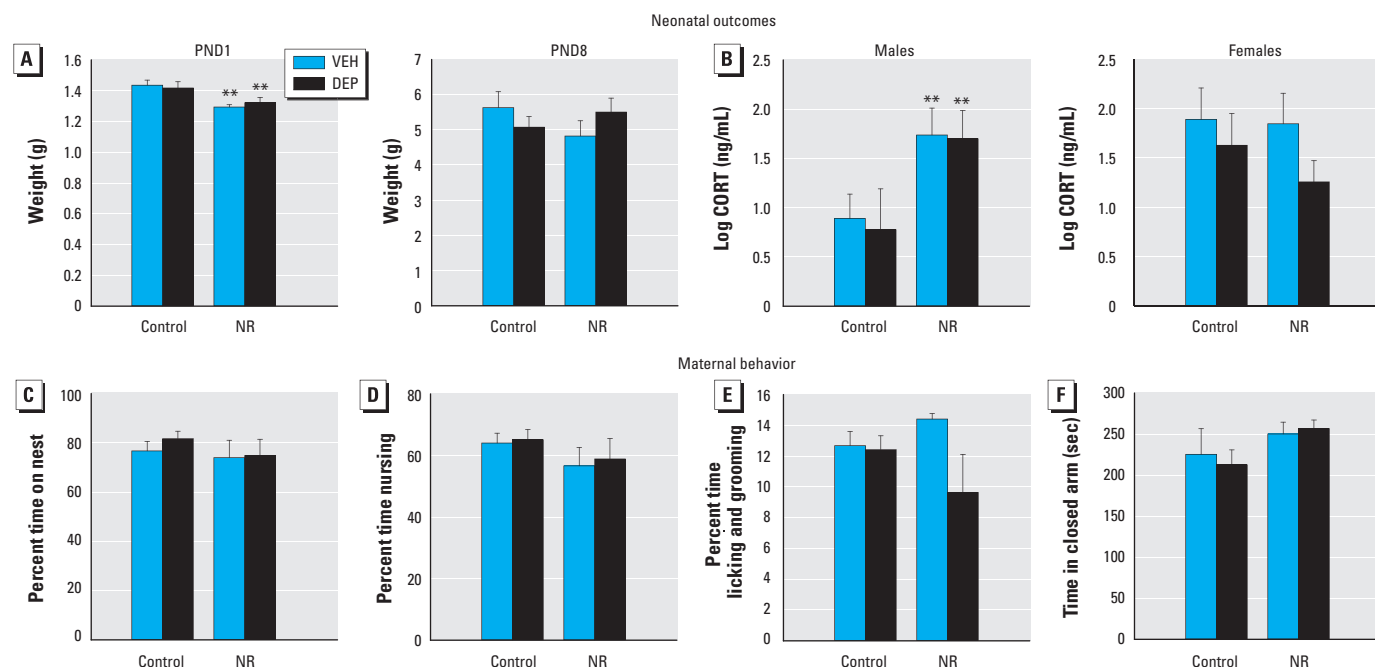 Neonatal outcomes
A
PND1
VEH
DEP
Weight (g)
1.6
1.4
1.2
1.0
0.8
0.6
0.4
0.2
0
**
**
Control
NR
PND8
Weight (g)
7
6
5
4
3
2
1
0
Control
NR
B
Males
Log CORT (ng/mL)
2.5
2.0
1.5
1.0
0.5
0
**
**
Control
NR
Females
Log CORT (ng/mL)
2.5
2.0
1.5
1.0
0.5
0
Control
NR
Maternal behavior
C
Percent time on nest
100
80
60
40
20
0
Control
NR
D
Percent time nursing
80
60
40
20
0
Control
NR
E
Percent time
licking and grooming
16
14
12
10
8
6
4
2
0
Control
NR
F
Time in closed arm (sec)
300
250
200
150
100
50
0
Control
NR